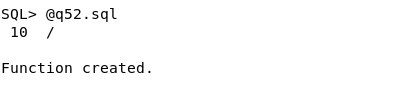 SQL> @q52.sql
 10  /
Function created.